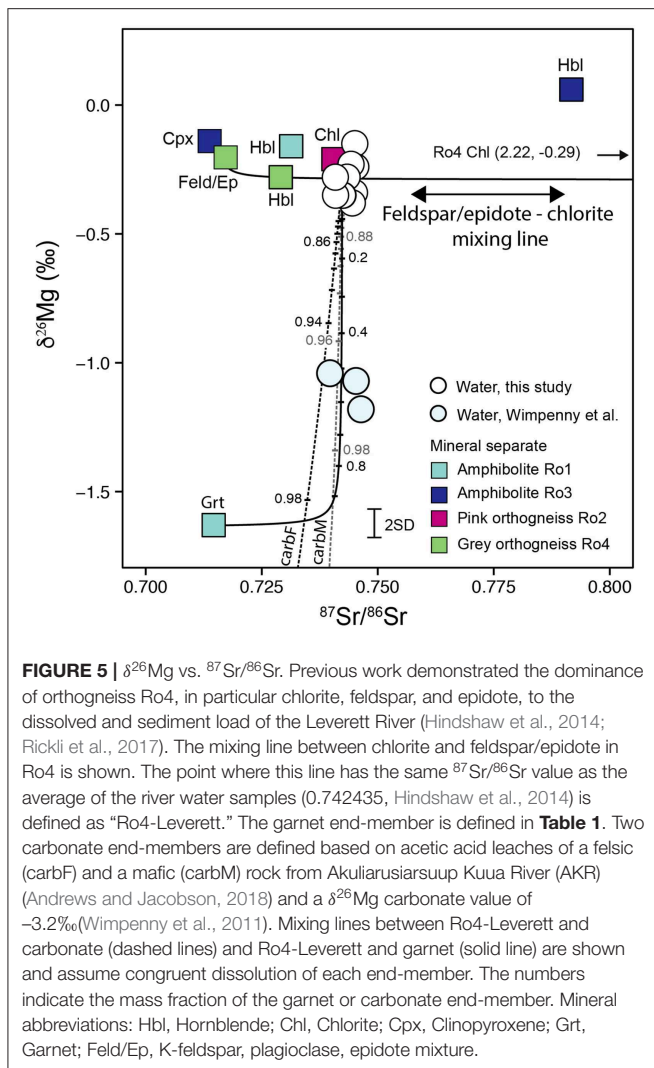 Hbl
0.0
Cpx
Hbl
Chl
Ro4 Chl (2.22, -0.29)
Feld/Ep
Hbl
Feldspar/epidote - chlorite
mixing line
−0.5
0.86
0.88
0.2
δ²⁶Mg (‰)
0.94
0.96
0.4
−1.0
Water, this study
Water, Wimpenny et al.
Mineral separate
Amphibolite Ro1
Amphibolite Ro3
Pink orthogneiss Ro2
Grey orthogneiss Ro4
0.98
0.8
−1.5
Grt
0.98
carbF
carbM
2SD
0.700 0.725 0.750 0.775 0.800
⁸⁷Sr/⁸⁶Sr
FIGURE 5 | δ²⁶Mg vs. ⁸⁷Sr/⁸⁶Sr. Previous work demonstrated the dominance
of orthogneiss Ro4, in particular chlorite, feldspar, and epidote, to the
dissolved and sediment load of the Leverett River (Hindshaw et al., 2014;
Rickli et al., 2017). The mixing line between chlorite and feldspar/epidote in
Ro4 is shown. The point where this line has the same ⁸⁷Sr/⁸⁶Sr value as the
average of the river water samples (0.742435, Hindshaw et al., 2014) is
defined as “Ro4-Leverett.” The garnet end-member is defined in Table 1. Two
carbonate end-members are defined based on acetic acid leaches of a felsic
(carbF) and a mafic (carbM) rock from Akuliarusiarsuup Kuua River (AKR)
(Andrews and Jacobson, 2018) and a δ²⁶Mg carbonate value of
–3.2‰(Wimpenny et al., 2011). Mixing lines between Ro4-Leverett and
carbonate (dashed lines) and Ro4-Leverett and garnet (solid line) are shown
and assume congruent dissolution of each end-member. The numbers
indicate the mass fraction of the garnet or carbonate end-member. Mineral
abbreviations: Hbl, Hornblende; Chl, Chlorite; Cpx, Clinopyroxene; Grt,
Garnet; Feld/Ep, K-feldspar, plagioclase, epidote mixture.